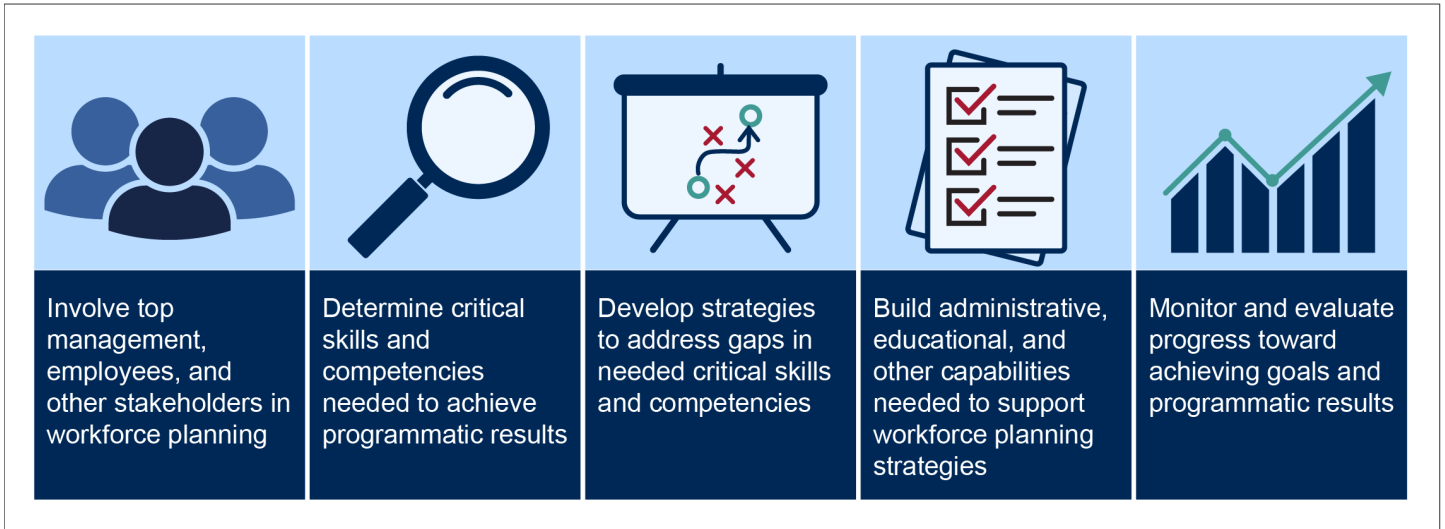 Involve top
management,
employees, and
other stakeholders in
workforce planning
Determine critical
skills and
competencies
needed to achieve
programmatic results
Develop strategies
to address gaps in
needed critical skills
and competencies
Build administrative,
educational, and
other capabilities
needed to support
workforce planning
strategies
Monitor and evaluate
progress toward
achieving goals and
programmatic results